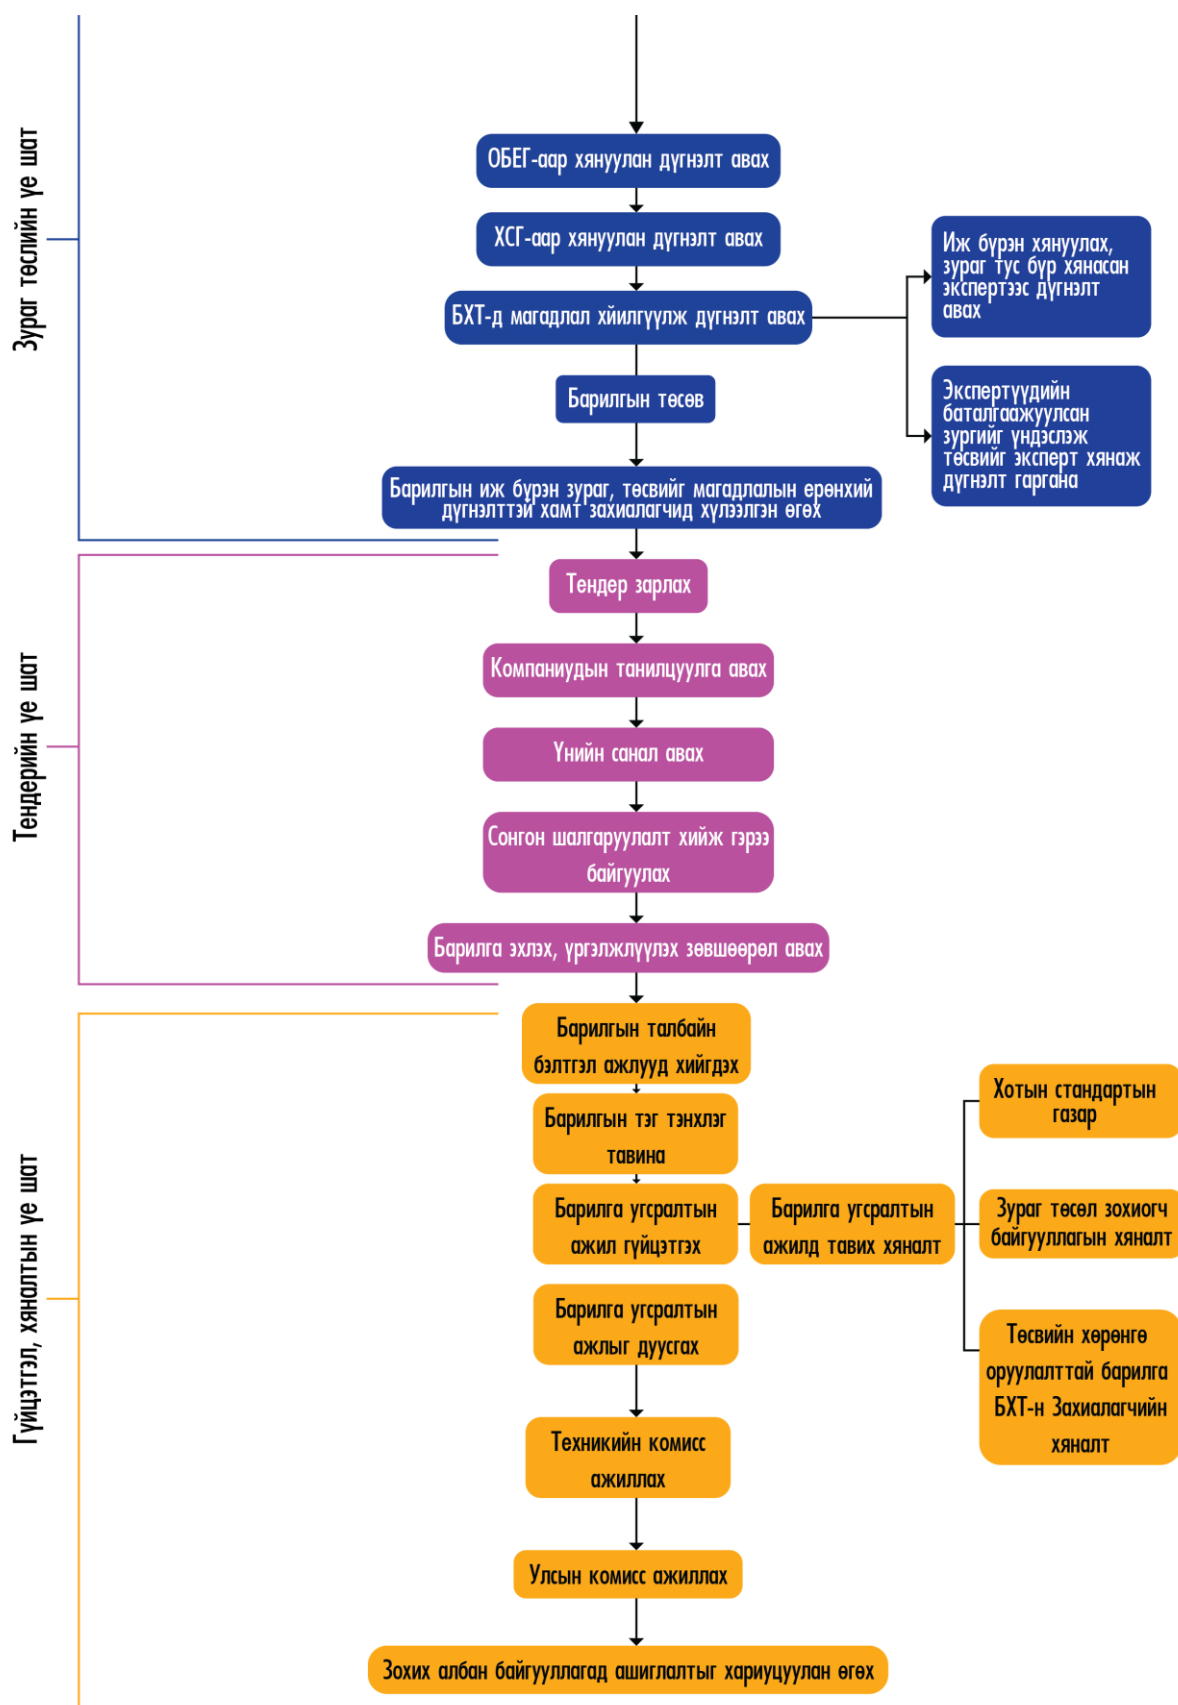 Зураг төслийн үе шат
ОБЕГ-аар хянуулан дүгнэлт авах
ХСГ-аар хянуулан дүгнэлт авах
БХТ-д магадлал хйилгүүлж дүгнэлт авах
Иж бүрэн хянуулах,
зураг тус бүр хянасан
экспертээс дүгнэлт
авах
Экспертүүдийн
баталгаажуулсан
зургийг үндэслэж
төсвийг эксперт хянаж
дүгнэлт гаргана
Барилгын төсөв
Барилгын иж бүрэн зураг, төсвийг магадлалын ерөнхий
дүгнэлттэй хамт захиалагчид хүлээлгэн өгөх
Тендерийн үе шат
Тендер зарлах
Компаниудын танилцуулга авах
Үнийн санал авах
Сонгон шалгаруулалт хийж гэрээ
байгуулах
Барилга эхлэх, үргэлжлүүлэх зөвшөөрөл авах
Гүйцэтгэл, хяналтын үе шат
Барилгын талбайн
бэлтгэл ажлууд хийгдэх
Барилгын тэг тэнхлэг
тавина
Барилга угсралтын
ажил гүйцэтгэх
Барилга угсралтын
ажилд тавих хяналт
Хотын стандартын
газар
Зураг төсөл зохиогч
байгууллагын хяналт
Төсвийн хөрөнгө
оруулалттай барилга
БХТ-н Захиалагчийн
хяналт
Барилга угсралтын
ажлыг дуусгах
Техникийн комисс
ажиллах
Улсын комисс ажиллах
Зохих албан байгууллагад ашиглалтыг хариуцуулан өгөх